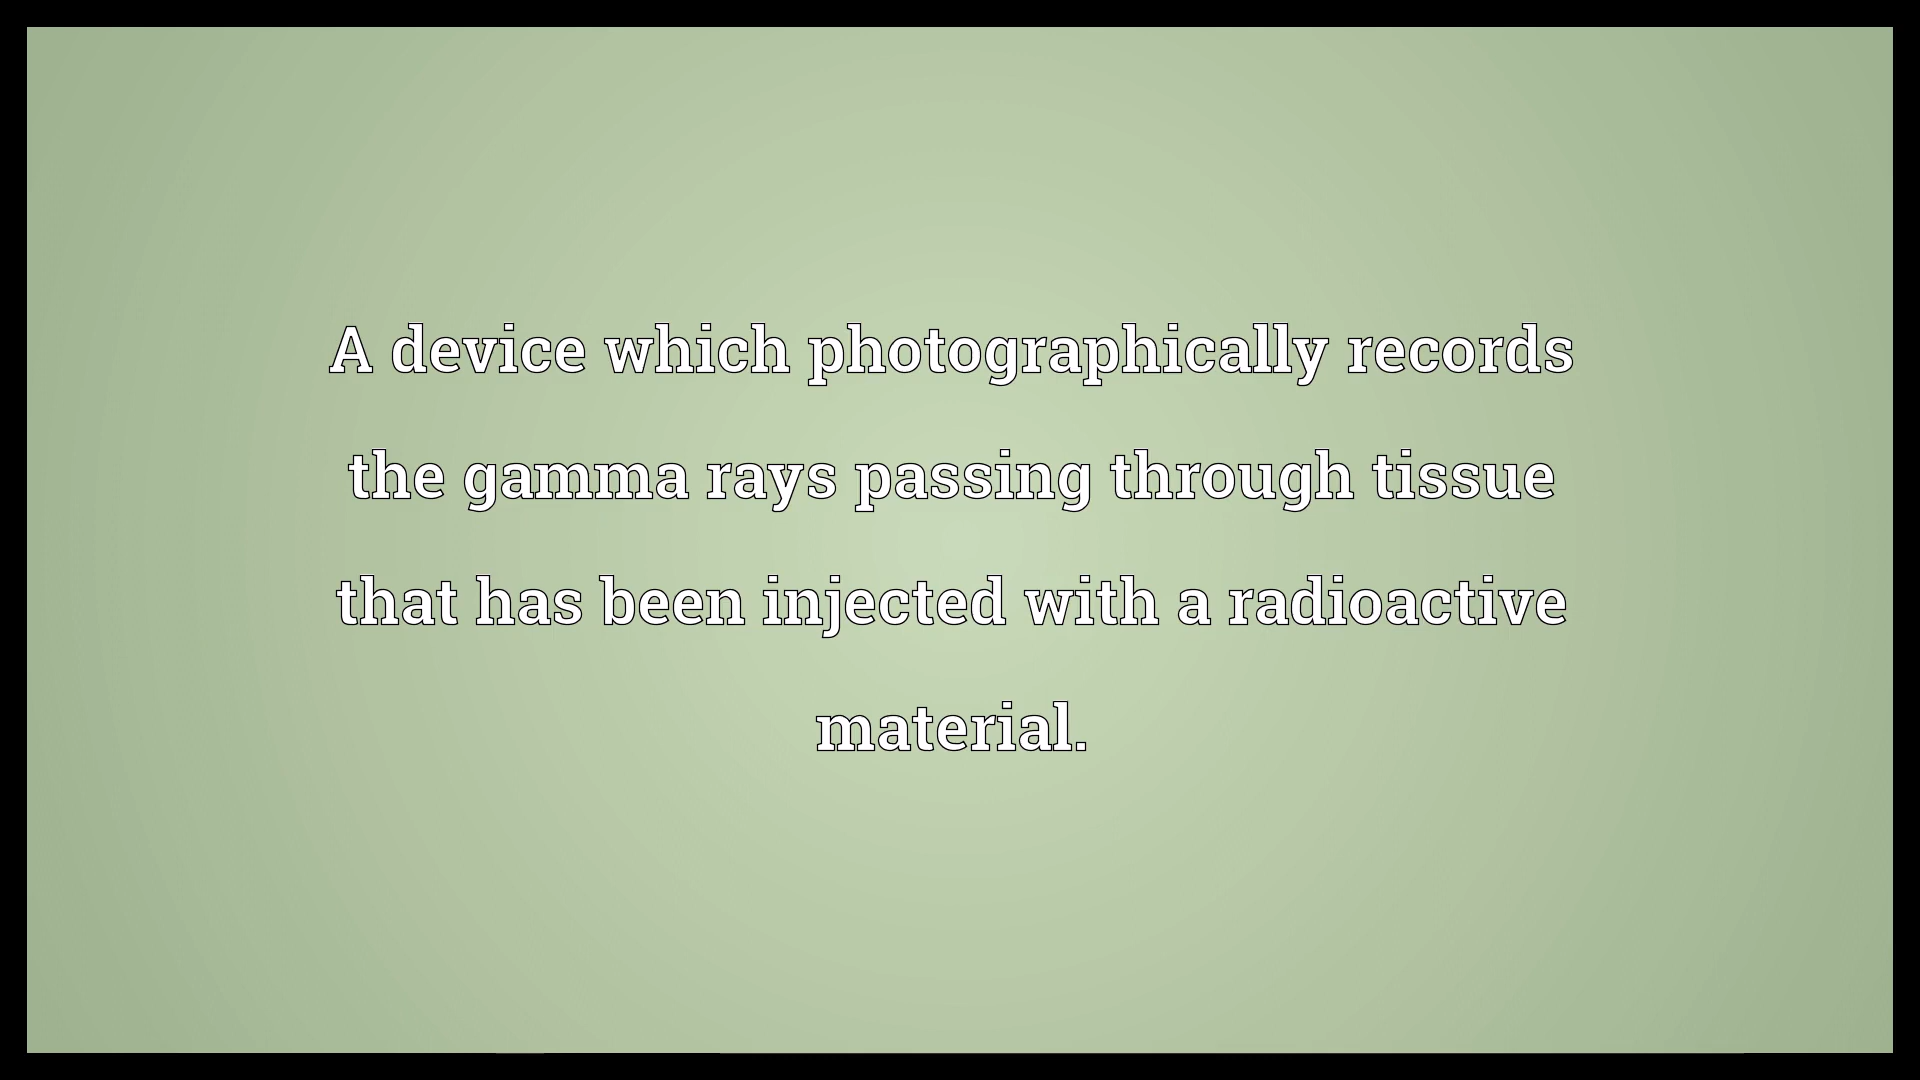 A device which photographically records
the gamma rays passing through tissue
that has been injected with a radioactive
material.